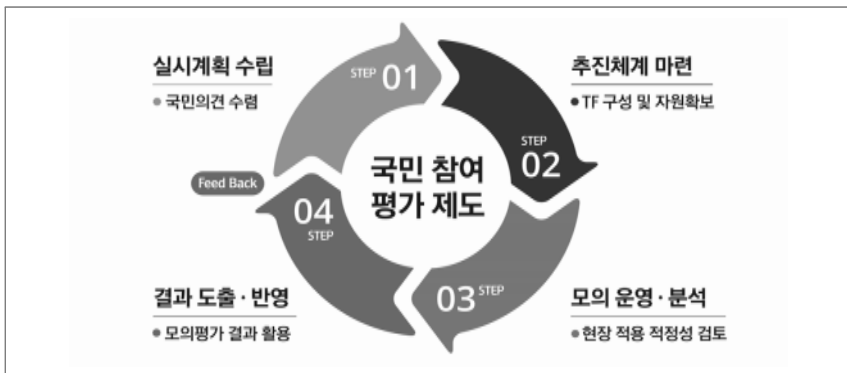 실시계획 수립
● 국민의견 수렴
STEP 01
추진체계 마련
● TF 구성 및 자원확보
STEP
02
국민 참여
평가 제도
Feed Back
04
STEP
03 STEP
결과 도출 · 반영
● 모의평가 결과 활용
모의 운영 · 분석
● 현장 적용 적정성 검토